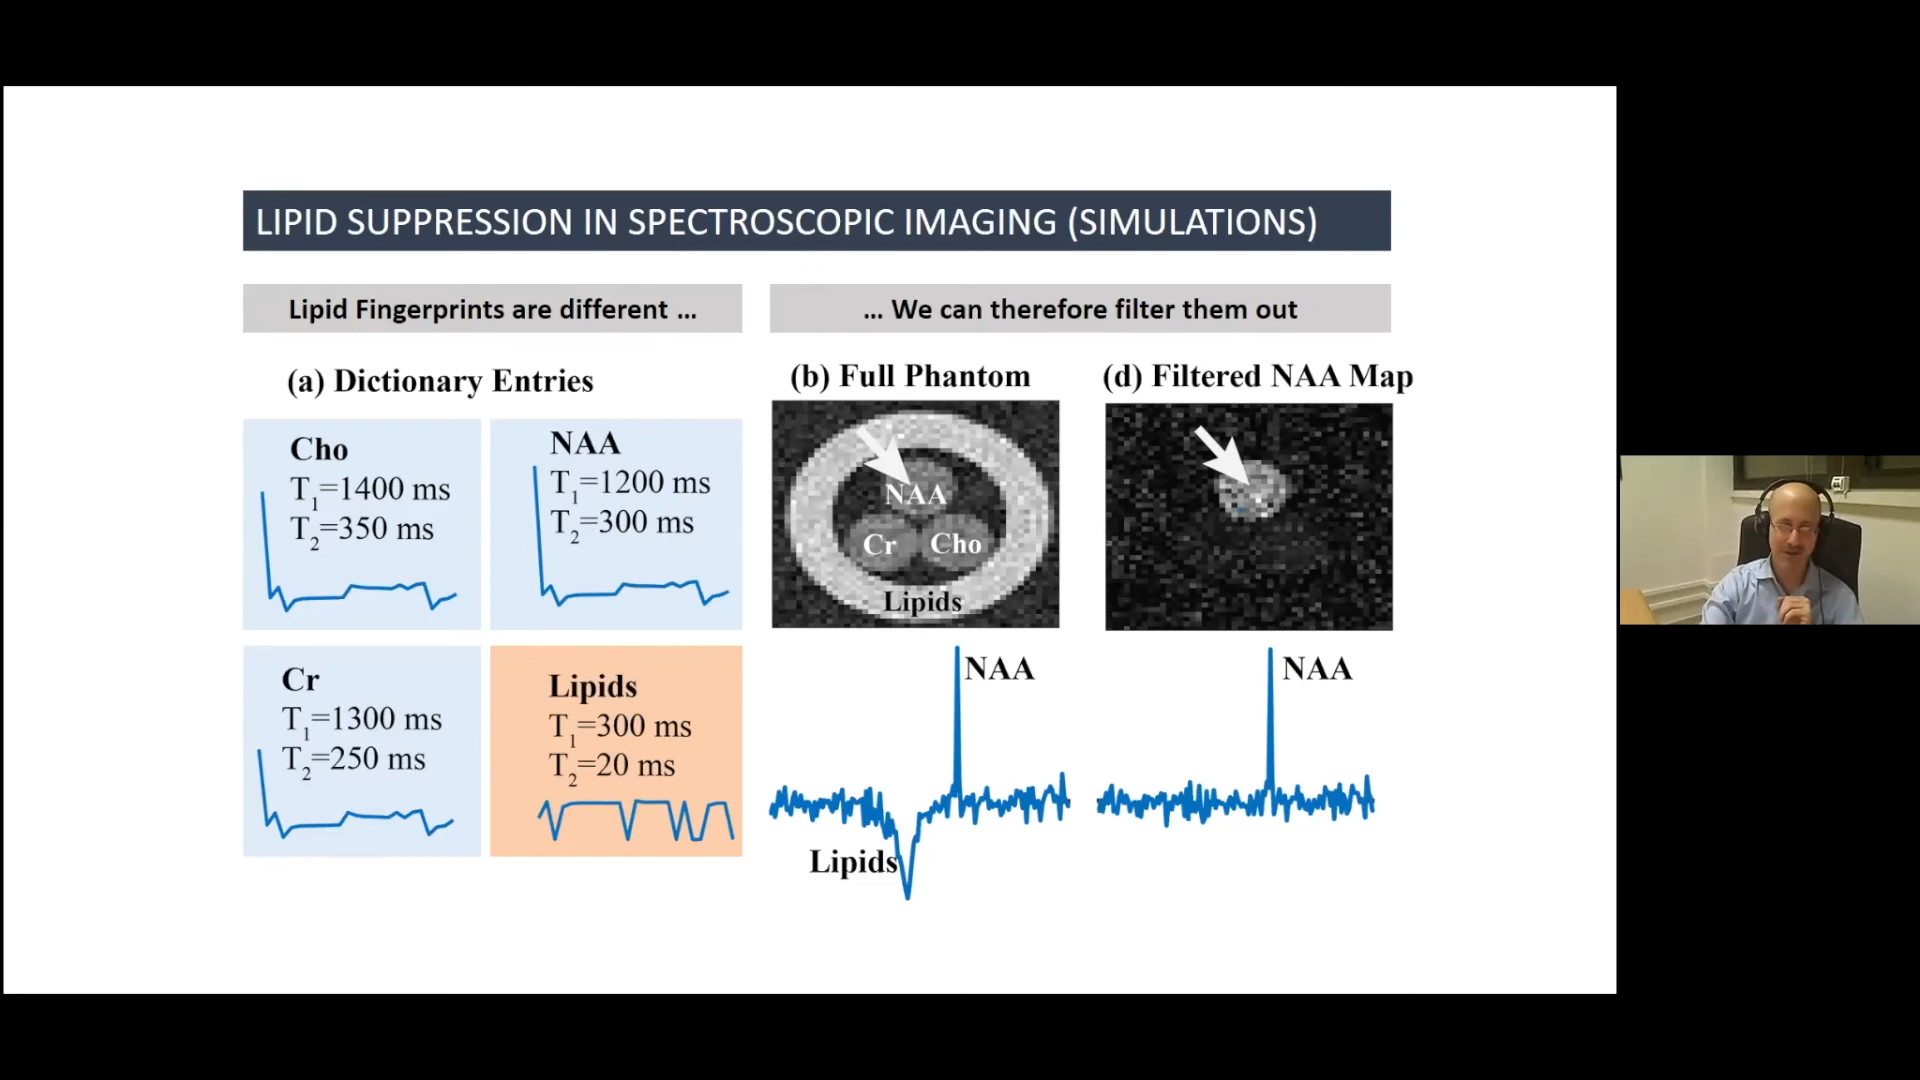 LIPID SUPPRESSION IN SPECTROSCOPIC IMAGING (SIMULATIONS)
Lipid Fingerprints are different ...
... We can therefore filter them out
(a) Dictionary Entries
Cho
T1=1400 ms
T2=350 ms
NAA
T1=1200 ms
T2=300 ms
Cr
T1=1300 ms
T2=250 ms
Lipids
T1=300 ms
T2=20 ms
(b) Full Phantom
NAA
Cr
Cho
Lipids
NAA
Lipids
(d) Filtered NAA Map
NAA